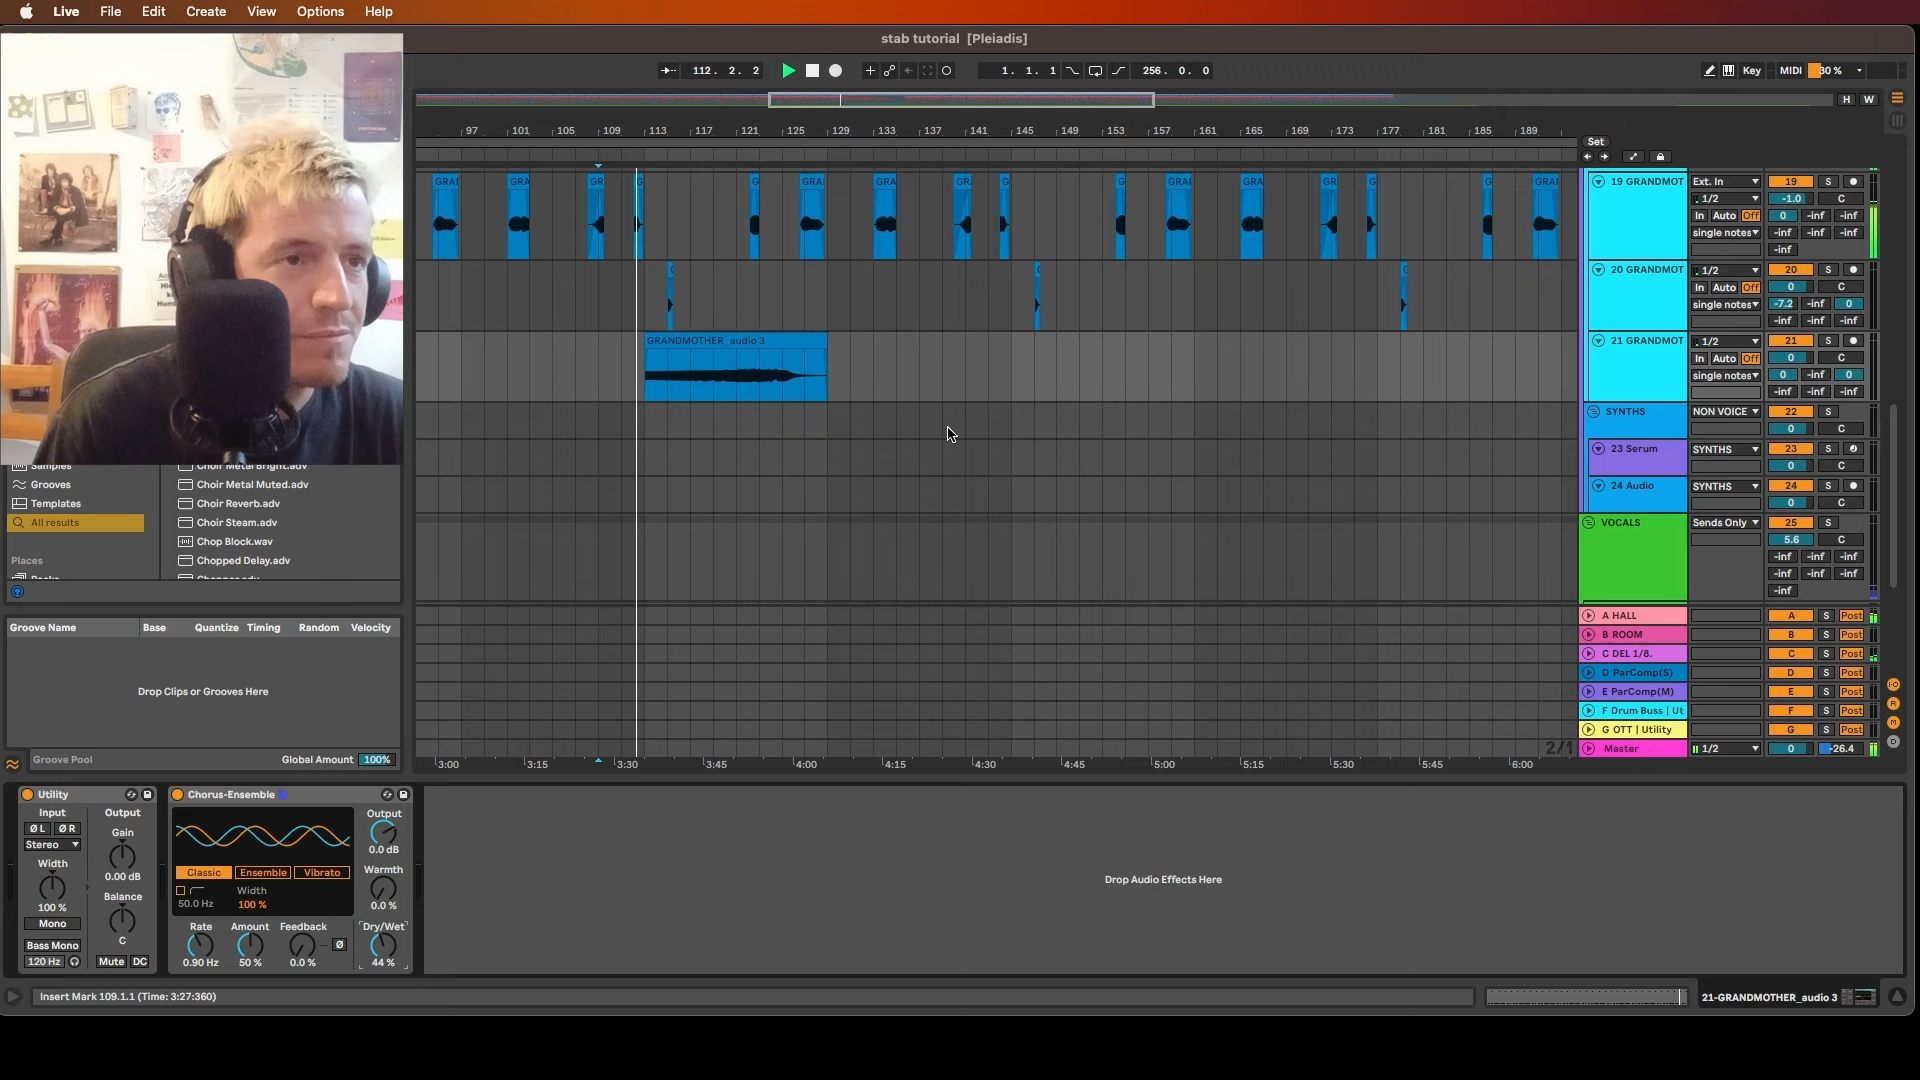 Live File Edit Create View Options Help
stab tutorial [Pleiadis]
112. 2. 2
1. 1. 1
256. 0. 0
Key
MIDI
30 %
H W
97 101 105 109 113 117 121 125 129 133 137 141 145 149 153 157 161 165 169 173 177 181 185 189
Set
GRAI GRA GR G G GRAI GRA GR. G G GRAI GRA GR G G GRAI
19 GRANDMOT Ext. In 19 S
1/2 -1.0 C
In Auto Off 0 -inf -inf
single notes -inf -inf -inf
-inf
20 GRANDMOT 1/2 20 S
In Auto Off 0 C
single notes -7.2 -inf 0
-inf -inf -inf
GRANDMOTHER_audio 3
21 GRANDMOT 1/2 21 S
In Auto Off 0 C
single notes 0 -inf 0
-inf -inf -inf
SYNTHS NON VOICE 22 S
0 C
23 Serum SYNTHS 23 S
0 C
24 Audio SYNTHS 24 S
0 C
VOCALS Sends Only 25 S
5.6 C
-inf -inf -inf
-inf -inf -inf
-inf
A HALL A S Post
B ROOM B S Post
C DEL 1/8. C S Post
D ParComp(S) D S Post
E ParComp(M) E S Post
F Drum Buss | Ut F S Post
G OTT | Utility G S Post
2/1 Master 1/2 0 -26.4
3:00 3:15 3:30 3:45 4:00 4:15 4:30 4:45 5:00 5:15 5:30 5:45 6:00
Samples
Grooves
Templates
All results
Places
Packs
Choir Metal Bright.adv
Choir Metal Muted.adv
Choir Reverb.adv
Choir Steam.adv
Chop Block.wav
Chopped Delay.adv
Chopper.adv
Groove Name Base Quantize Timing Random Velocity
Drop Clips or Grooves Here
Groove Pool Global Amount 100%
Utility
Input Output
Ø L Ø R Gain
Stereo
Width 0.00 dB
Balance
100 %
Mono
Bass Mono C
120 Hz Mute DC
Chorus-Ensemble
Output
0.0 dB
Classic Ensemble Vibrato
Warmth
50.0 Hz Width
100 %
0.0 %
Rate Amount Feedback Dry/Wet
Ø
0.90 Hz 50 % 0.0 % 44 %
Drop Audio Effects Here
Insert Mark 109.1.1 (Time: 3:27:360)
21-GRANDMOTHER_audio 3